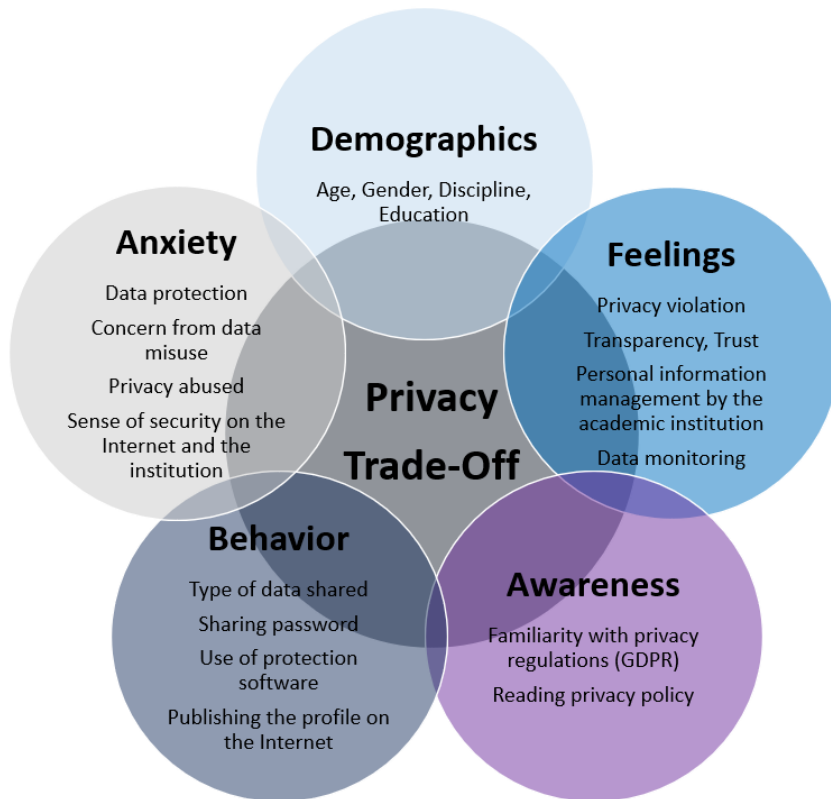 Demographics
Age, Gender, Discipline,
Education
Anxiety
Data protection
Concern from data
misuse
Privacy abused
Sense of security on the
Internet and the
institution
Feelings
Privacy violation
Transparency, Trust
Personal information
management by the
academic institution
Data monitoring
Privacy
Trade-Off
Behavior
Type of data shared
Sharing password
Use of protection
software
Publishing the profile on
the Internet
Awareness
Familiarity with privacy
regulations (GDPR)
Reading privacy policy